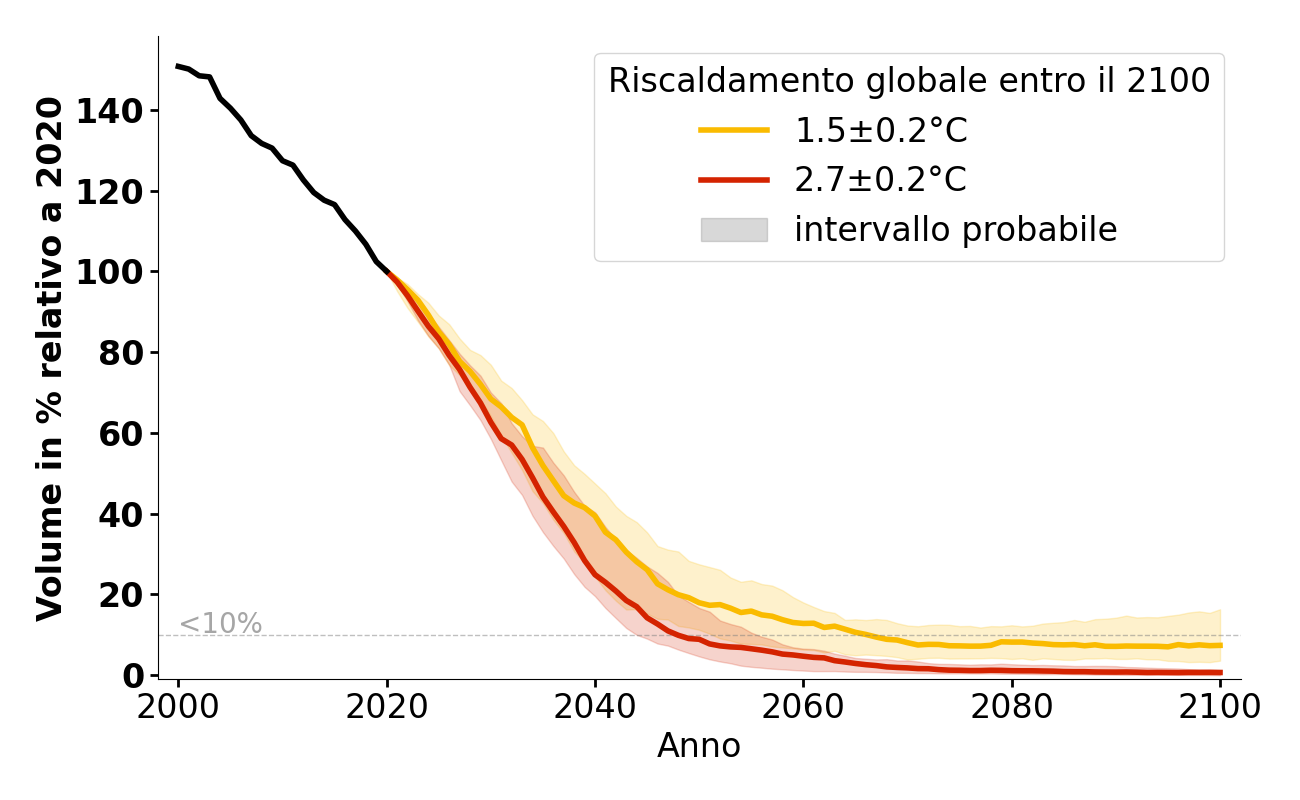 Volume in % relativo a 2020
140
120
100
80
60
40
20
0
<10%
Riscaldamento globale entro il 2100
1.5±0.2°C
2.7±0.2°C
intervallo probabile
2000 2020 2040 2060 2080 2100
Anno